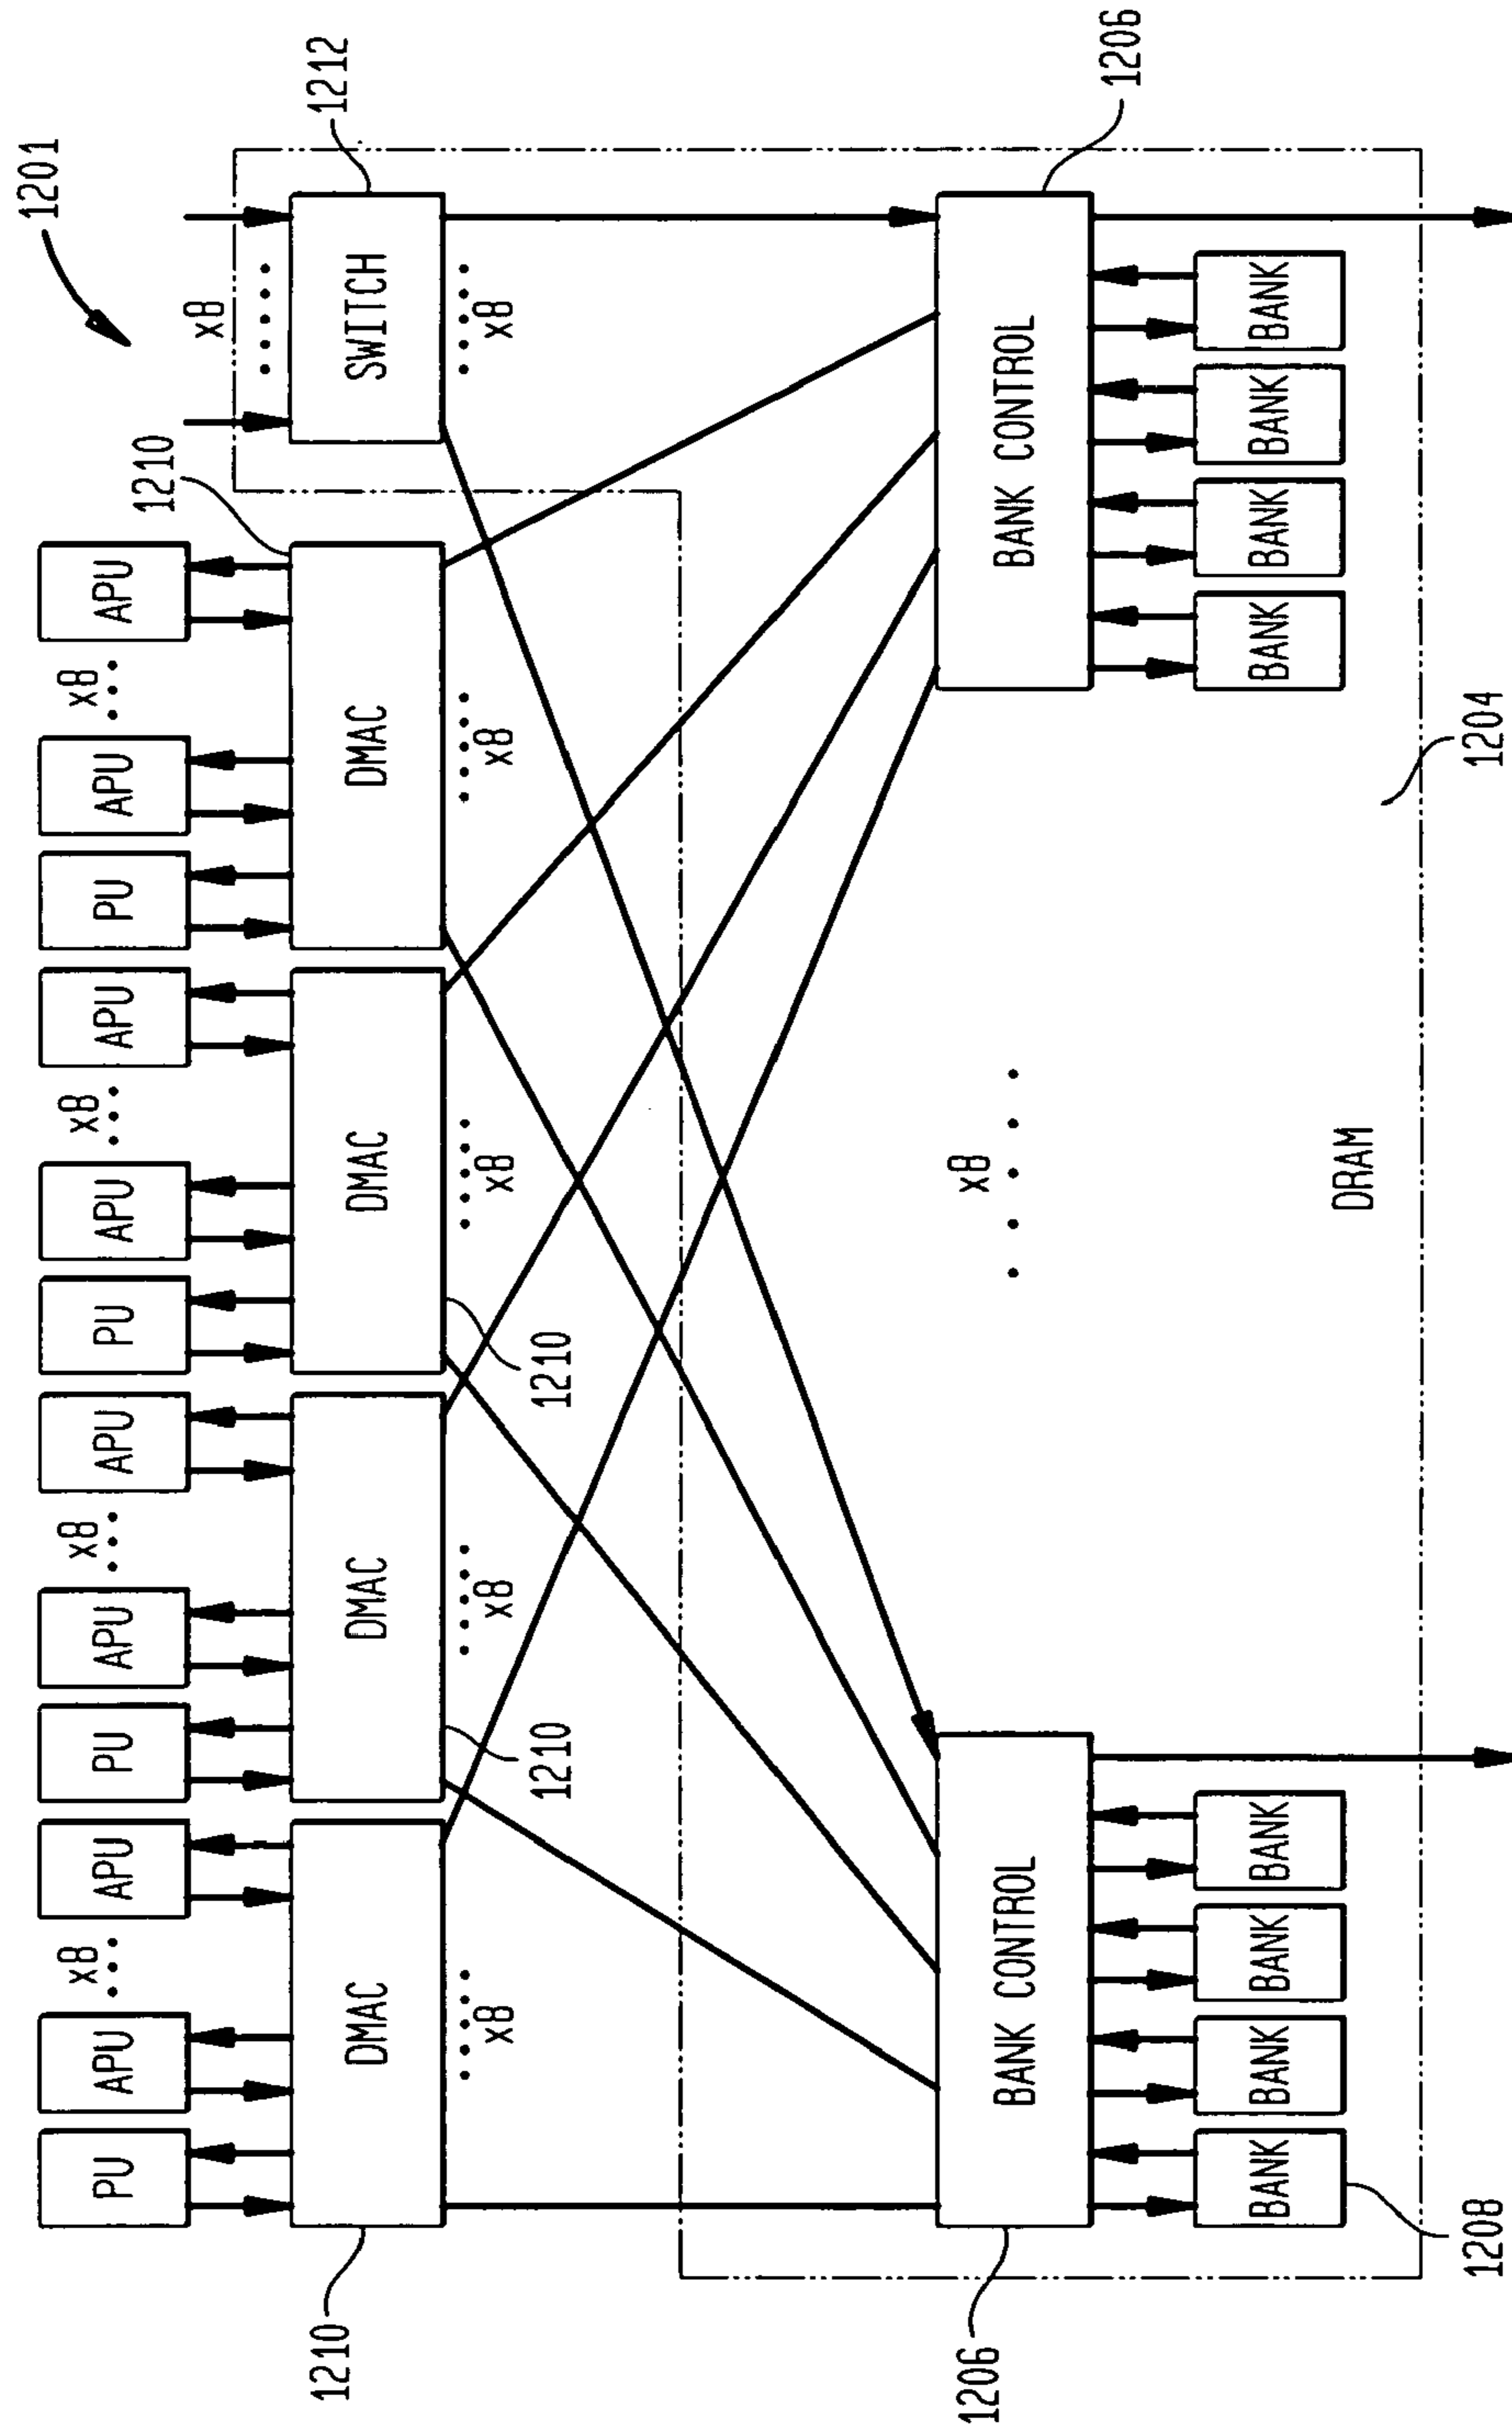 1201
x8 x8 x8 x8
PU APU APU PU APU APU PU APU APU PU APU APU
1210
x8
1210
1212
DMAC DMAC DMAC DMAC SWITCH
x8 x8 x8 x8 x8
1210 1210
1206
x8
BANK CONTROL BANK CONTROL
1206
BANK BANK BANK BANK BANK BANK BANK BANK
DRAM
1208 1204